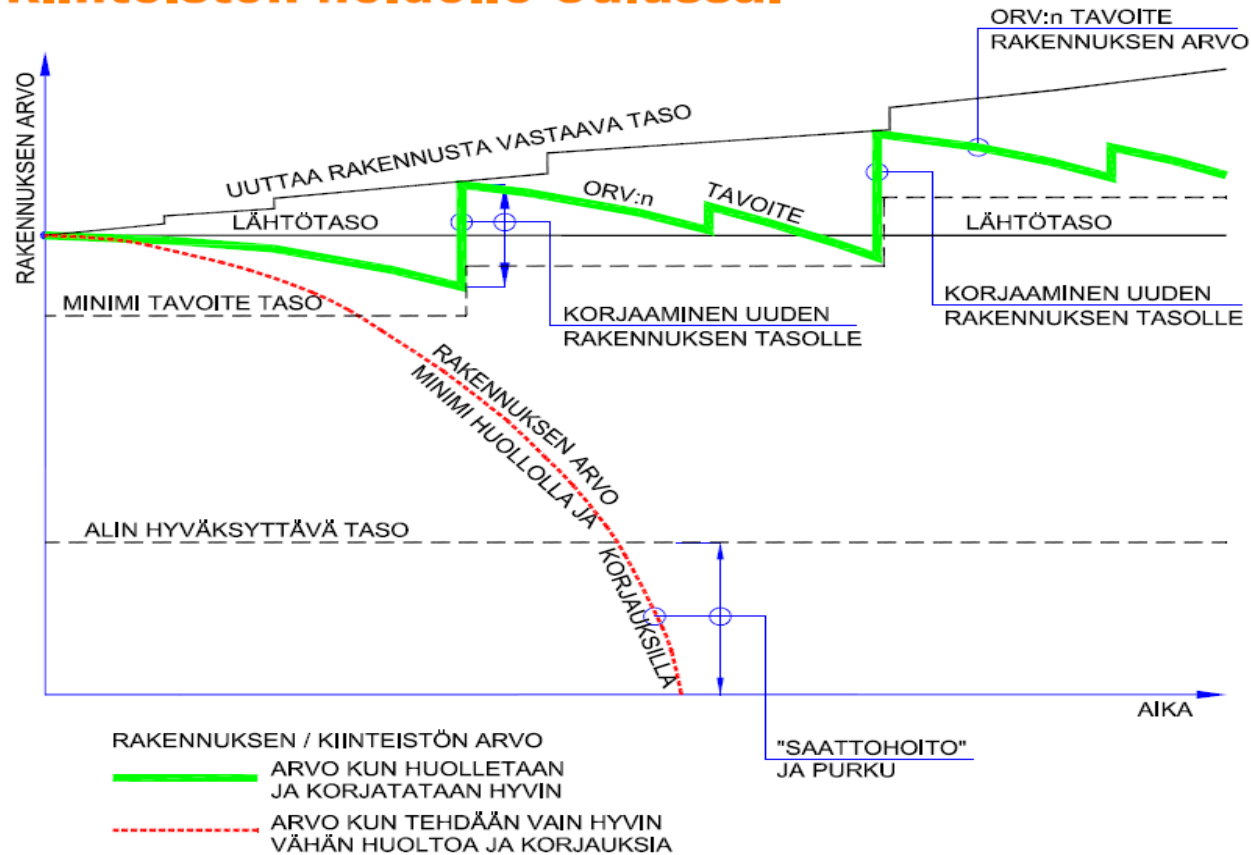 ORV:n TAVOITE
RAKENNUKSEN ARVO
RAKENNUKSEN ARVO
UUTTAA RAKENNUSTA VASTAAVA TASO
LÄHTÖTASO
ORV:n TAVOITE
LÄHTÖTASO
MINIMI TAVOITE TASO
KORJAAMINEN UUDEN
RAKENNUKSEN TASOLLE
KORJAAMINEN UUDEN
RAKENNUKSEN TASOLLE
RAKENNUKSEN ARVO
MINIMI HUOLLOLLA JA
KORJAUKSILLA
ALIN HYVÄKSYTTÄVÄ TASO
AIKA
"SAATTOHOITO"
JA PURKU
RAKENNUKSEN / KIINTEISTÖN ARVO
ARVO KUN HUOLLETAAN
JA KORJATATAAN HYVIN
ARVO KUN TEHDÄÄN VAIN HYVIN
VÄHÄN HUOLTOA JA KORJAUKSIA